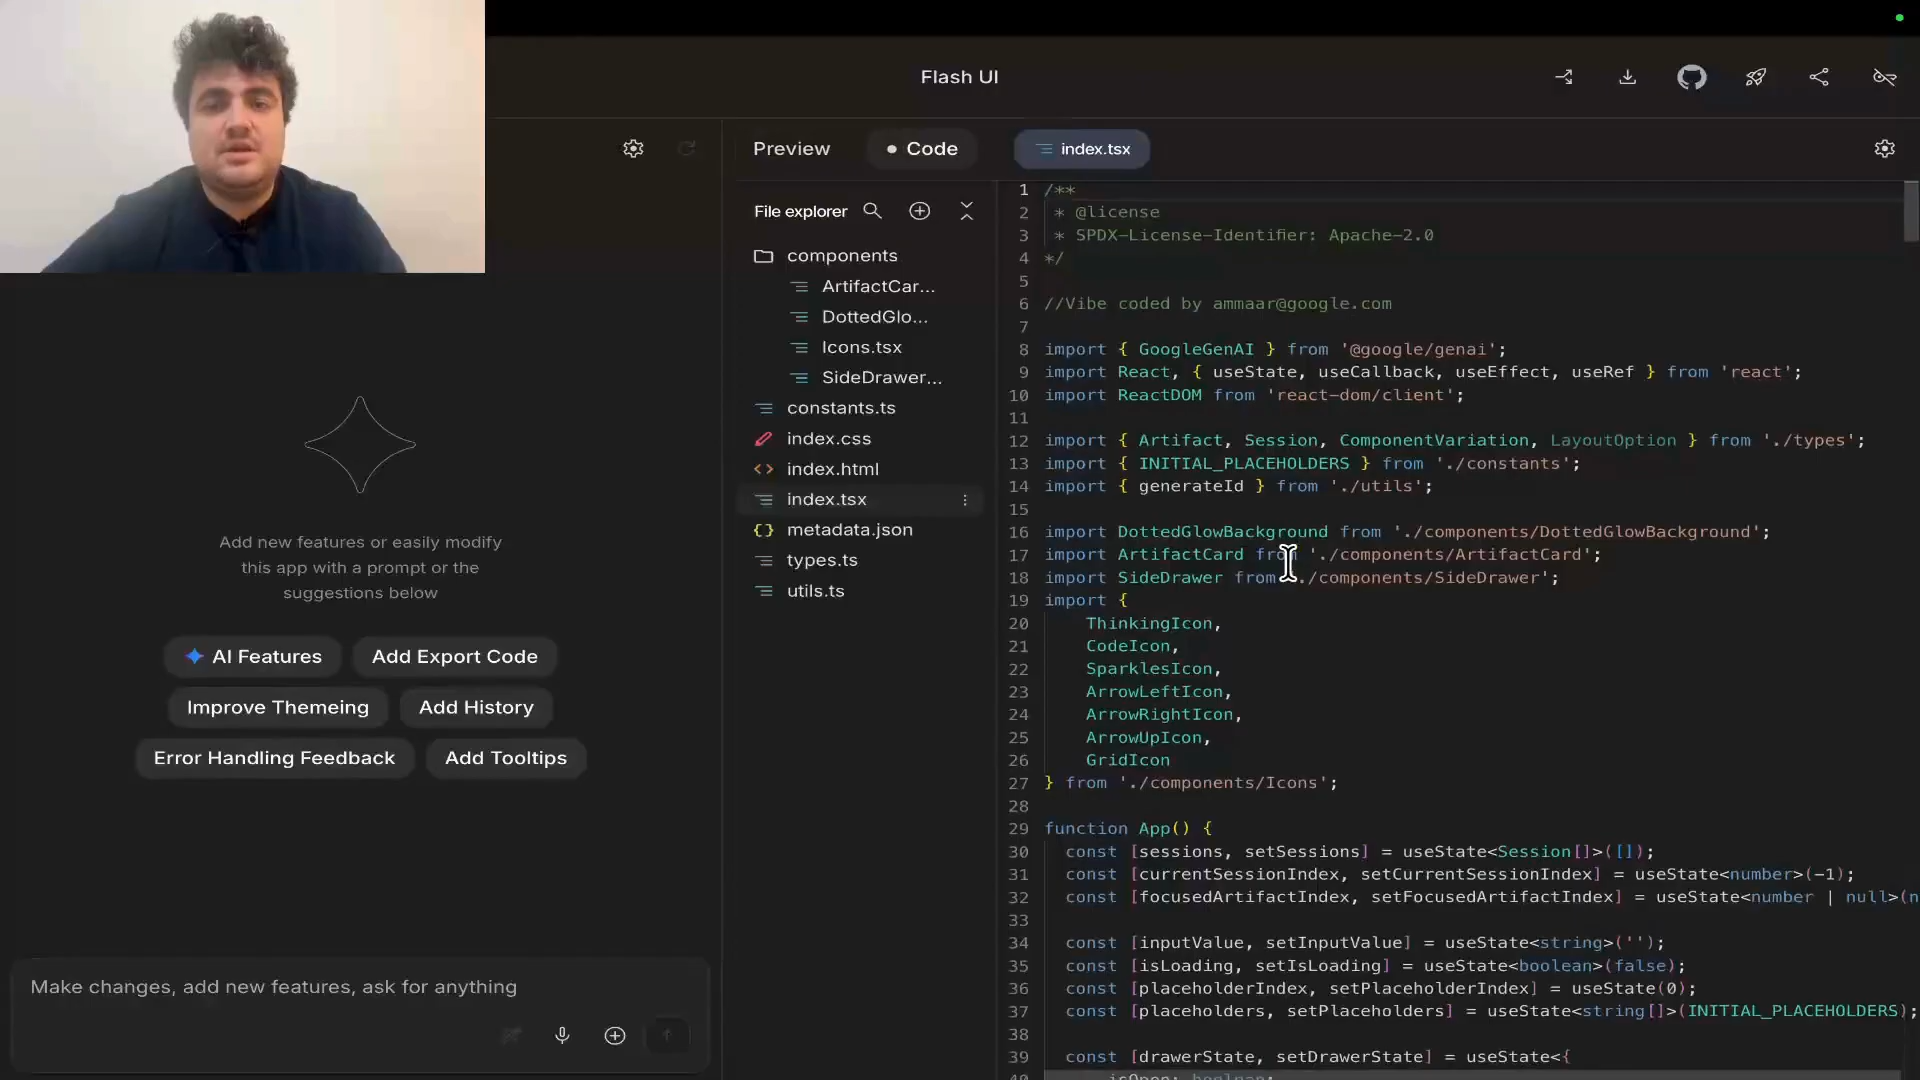 Flash UI
Preview
Code
index.tsx
File explorer
components
ArtifactCar...
DottedGlo...
Icons.tsx
SideDrawer...
constants.ts
index.css
index.html
index.tsx
metadata.json
types.ts
utils.ts
Add new features or easily modify
this app with a prompt or the
suggestions below
AI Features
Add Export Code
Improve Themeing
Add History
Error Handling Feedback
Add Tooltips
Make changes, add new features, ask for anything
1 /**
2 * @license
3 * SPDX-License-Identifier: Apache-2.0
4 */
5
6 //Vibe coded by ammaar@google.com
7
8 import { GoogleGenAI } from '@google/genai';
9 import React, { useState, useCallback, useEffect, useRef } from 'react';
10 import ReactDOM from 'react-dom/client';
11
12 import { Artifact, Session, ComponentVariation, LayoutOption } from './types';
13 import { INITIAL_PLACEHOLDERS } from './constants';
14 import { generateId } from './utils';
15
16 import DottedGlowBackground from './components/DottedGlowBackground';
17 import ArtifactCard from './components/ArtifactCard';
18 import SideDrawer from './components/SideDrawer';
19 import {
20 ThinkingIcon,
21 CodeIcon,
22 SparklesIcon,
23 ArrowLeftIcon,
24 ArrowRightIcon,
25 ArrowUpIcon,
26 GridIcon
27 } from './components/Icons';
28
29 function App() {
30 const [sessions, setSessions] = useState<Session[]>([]);
31 const [currentSessionIndex, setCurrentSessionIndex] = useState<number>(-1);
32 const [focusedArtifactIndex, setFocusedArtifactIndex] = useState<number | null>(n
33
34 const [inputValue, setInputValue] = useState<string>('');
35 const [isLoading, setIsLoading] = useState<boolean>(false);
36 const [placeholderIndex, setPlaceholderIndex] = useState(0);
37 const [placeholders, setPlaceholders] = useState<string[]>(INITIAL_PLACEHOLDERS);
38
39 const [drawerState, setDrawerState] = useState<{